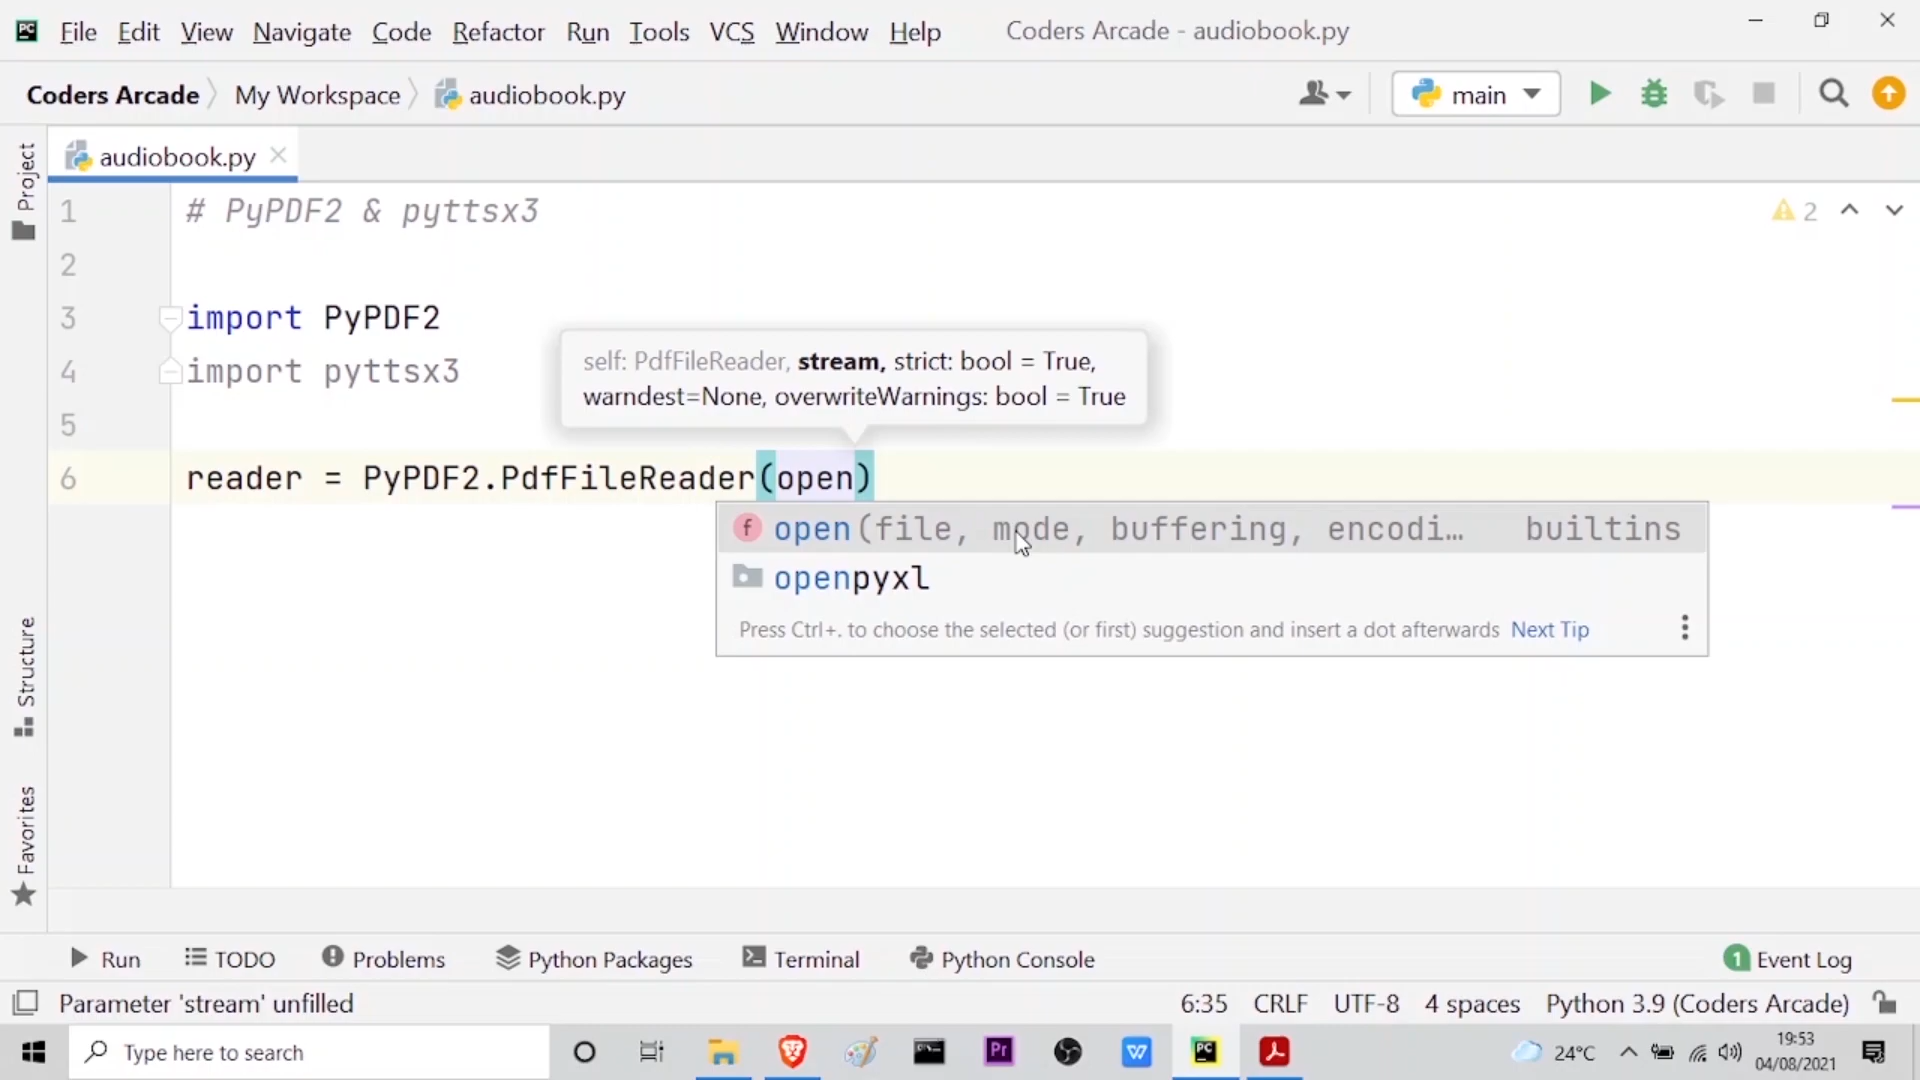 File Edit View Navigate Code Refactor Run Tools VCS Window Help Coders Arcade - audiobook.py
Coders Arcade My Workspace audiobook.py main
Project
audiobook.py
1 # PyPDF2 & pyttsx3 2
2
3 import PyPDF2
4 import pyttsx3
self: PdfFileReader, stream, strict: bool = True,
warndest=None, overwriteWarnings: bool = True
5
6 reader = PyPDF2.PdfFileReader(open)
open(file, mode, buffering, encodi… builtins
openpyxl
Press Ctrl+. to choose the selected (or first) suggestion and insert a dot afterwards Next Tip
Structure
Favorites
Run TODO Problems Python Packages Terminal Python Console 1 Event Log
Parameter 'stream' unfilled 6:35 CRLF UTF-8 4 spaces Python 3.9 (Coders Arcade)
Type here to search Pr W PC 24°C 19:53
04/08/2021